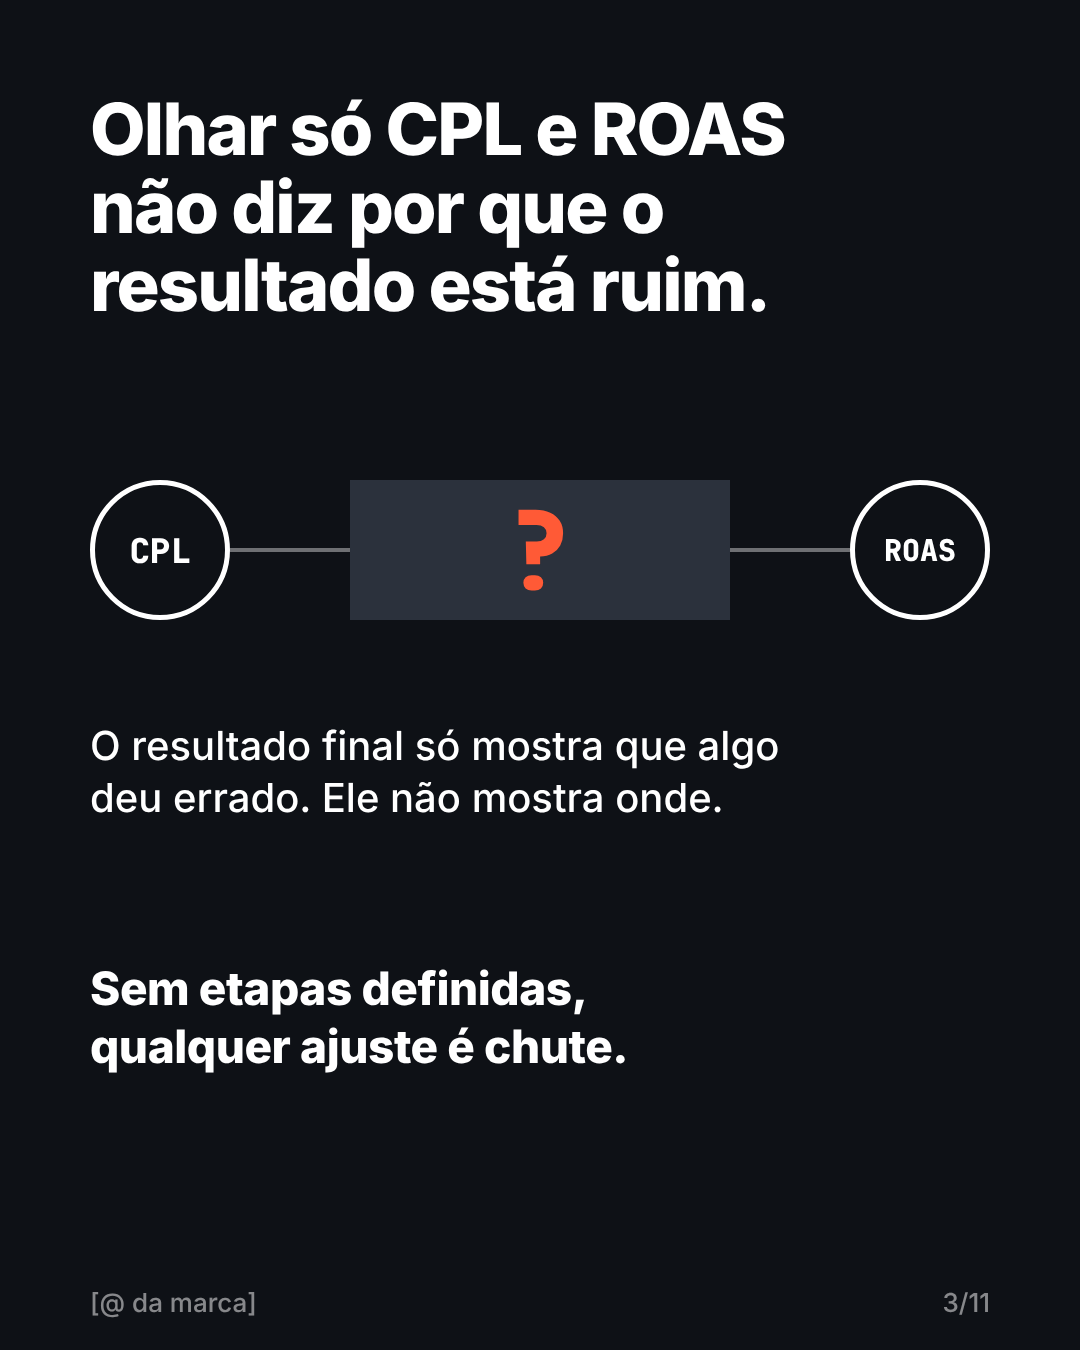 Olhar só CPL e ROAS
não diz por que o
resultado está ruim.
CPL
?
ROAS
O resultado final só mostra que algo
deu errado. Ele não mostra onde.
Sem etapas definidas,
qualquer ajuste é chute.
[@ da marca]
3/11